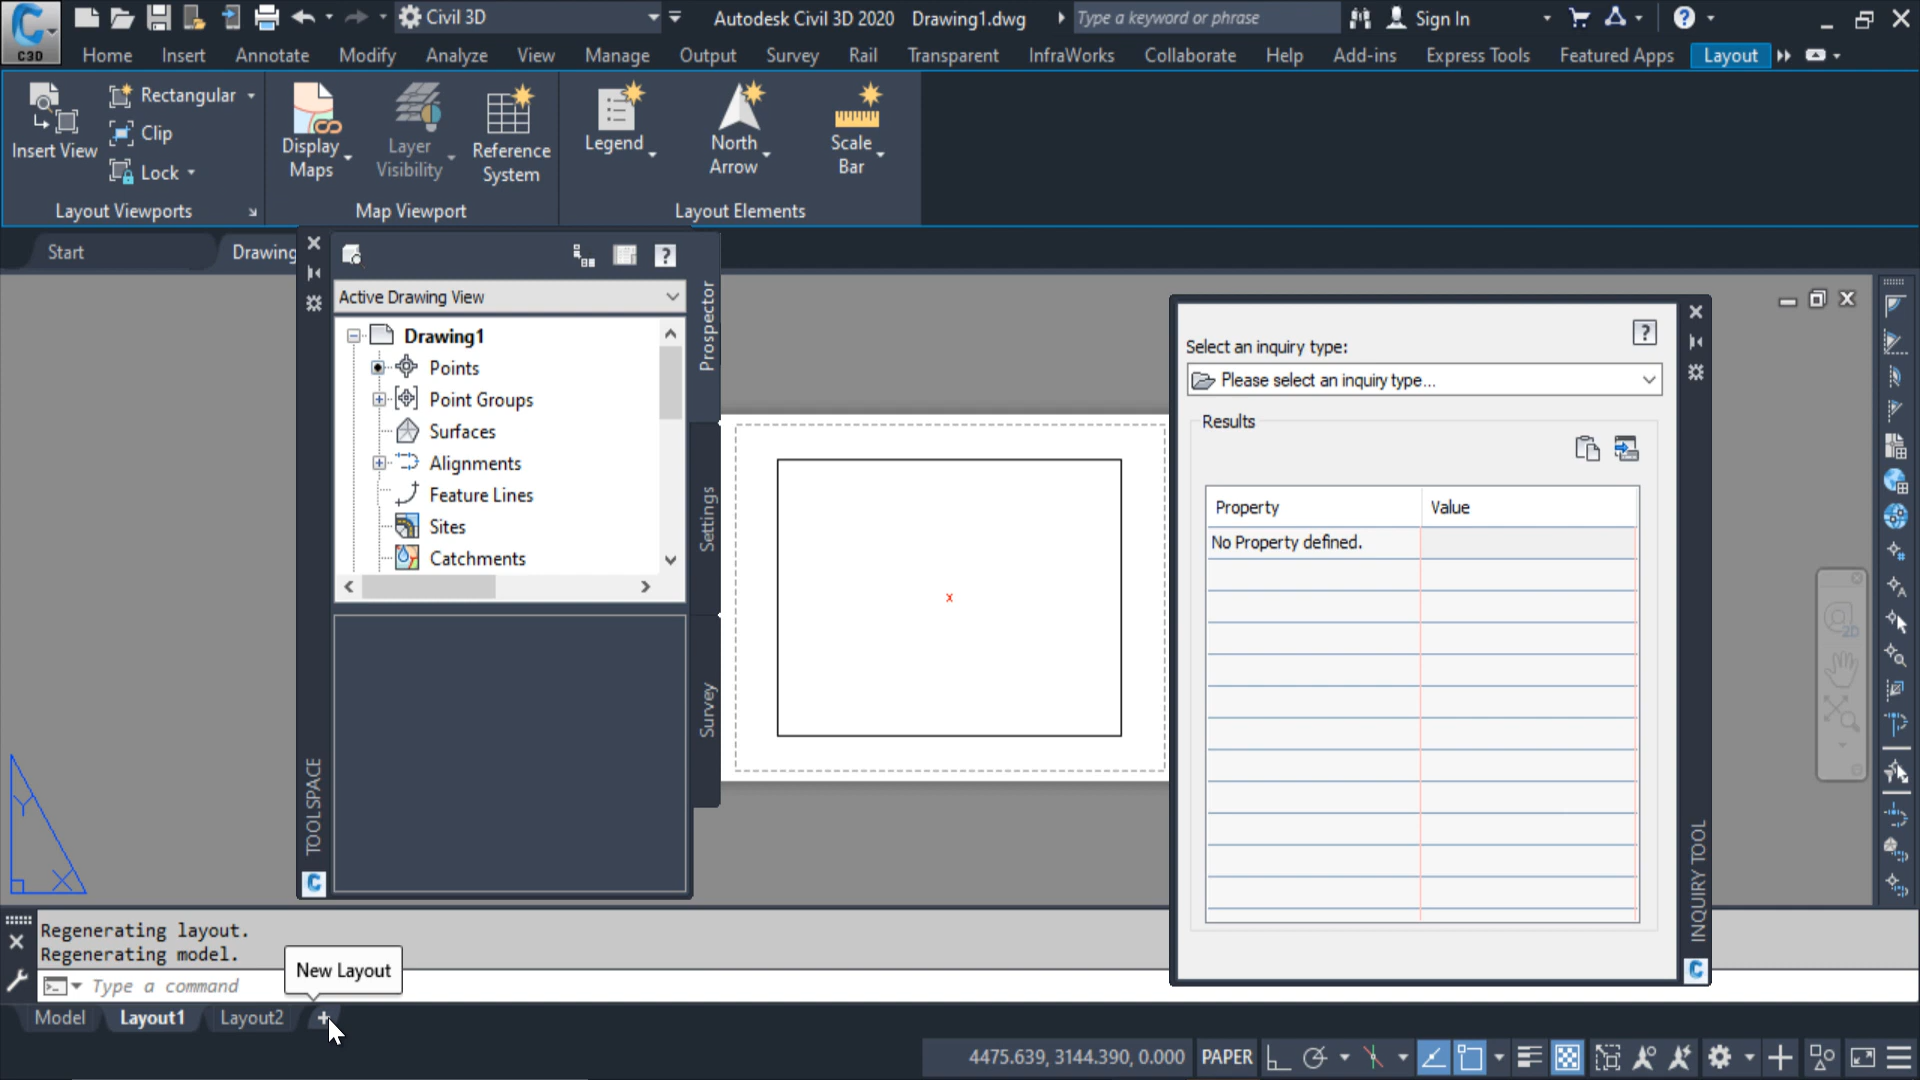 C3D
Civil 3D
Autodesk Civil 3D 2020 Drawing1.dwg
Type a keyword or phrase
Sign In
Home Insert Annotate Modify Analyze View Manage Output Survey Rail Transparent InfraWorks Collaborate Help Add-ins Express Tools Featured Apps Layout
Insert View
Rectangular
Clip
Lock
Display Maps
Layer Visibility
Reference System
Legend
North Arrow
Scale Bar
Layout Viewports
Map Viewport
Layout Elements
Start
Drawing
Active Drawing View
Drawing1
Points
Point Groups
Surfaces
Alignments
Feature Lines
Sites
Catchments
Prospector
Settings
Survey
TOOLSPACE
x
Select an inquiry type:
Please select an inquiry type...
Results
Property Value
No Property defined.
INQUIRY TOOL
2D
Y
X
Regenerating layout.
Regenerating model.
New Layout
Type a command
Model Layout1 Layout2 +
4475.639, 3144.390, 0.000 PAPER